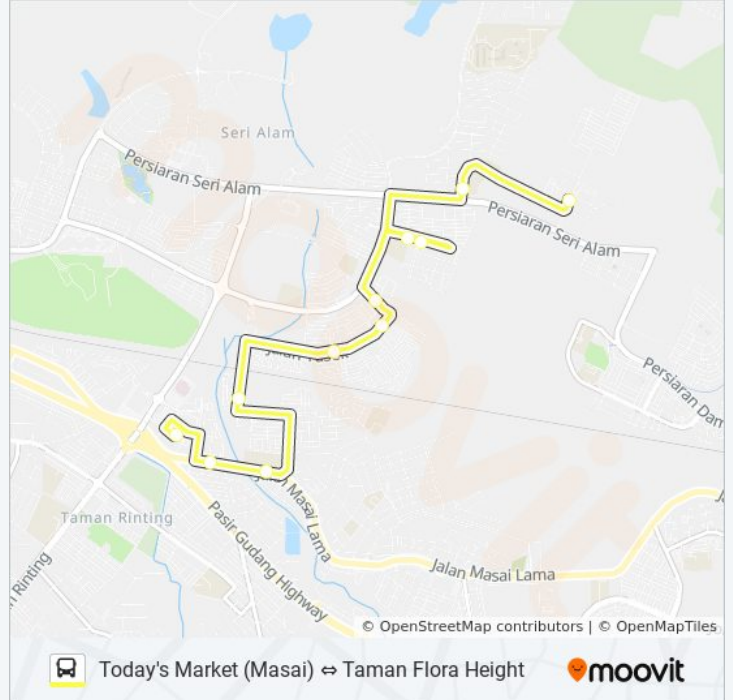 Seri Alam
Persiaran Seri Alam
Persiaran Seri Alam
Persiaran Dam
Jalan Masai Lama
Taman Rinting
Pasir Gudang Highway
Jalan Masai Lama
n Rinting
© OpenStreetMap contributors | © OpenMapTiles
Today's Market (Masai) ⇔ Taman Flora Height
moovit